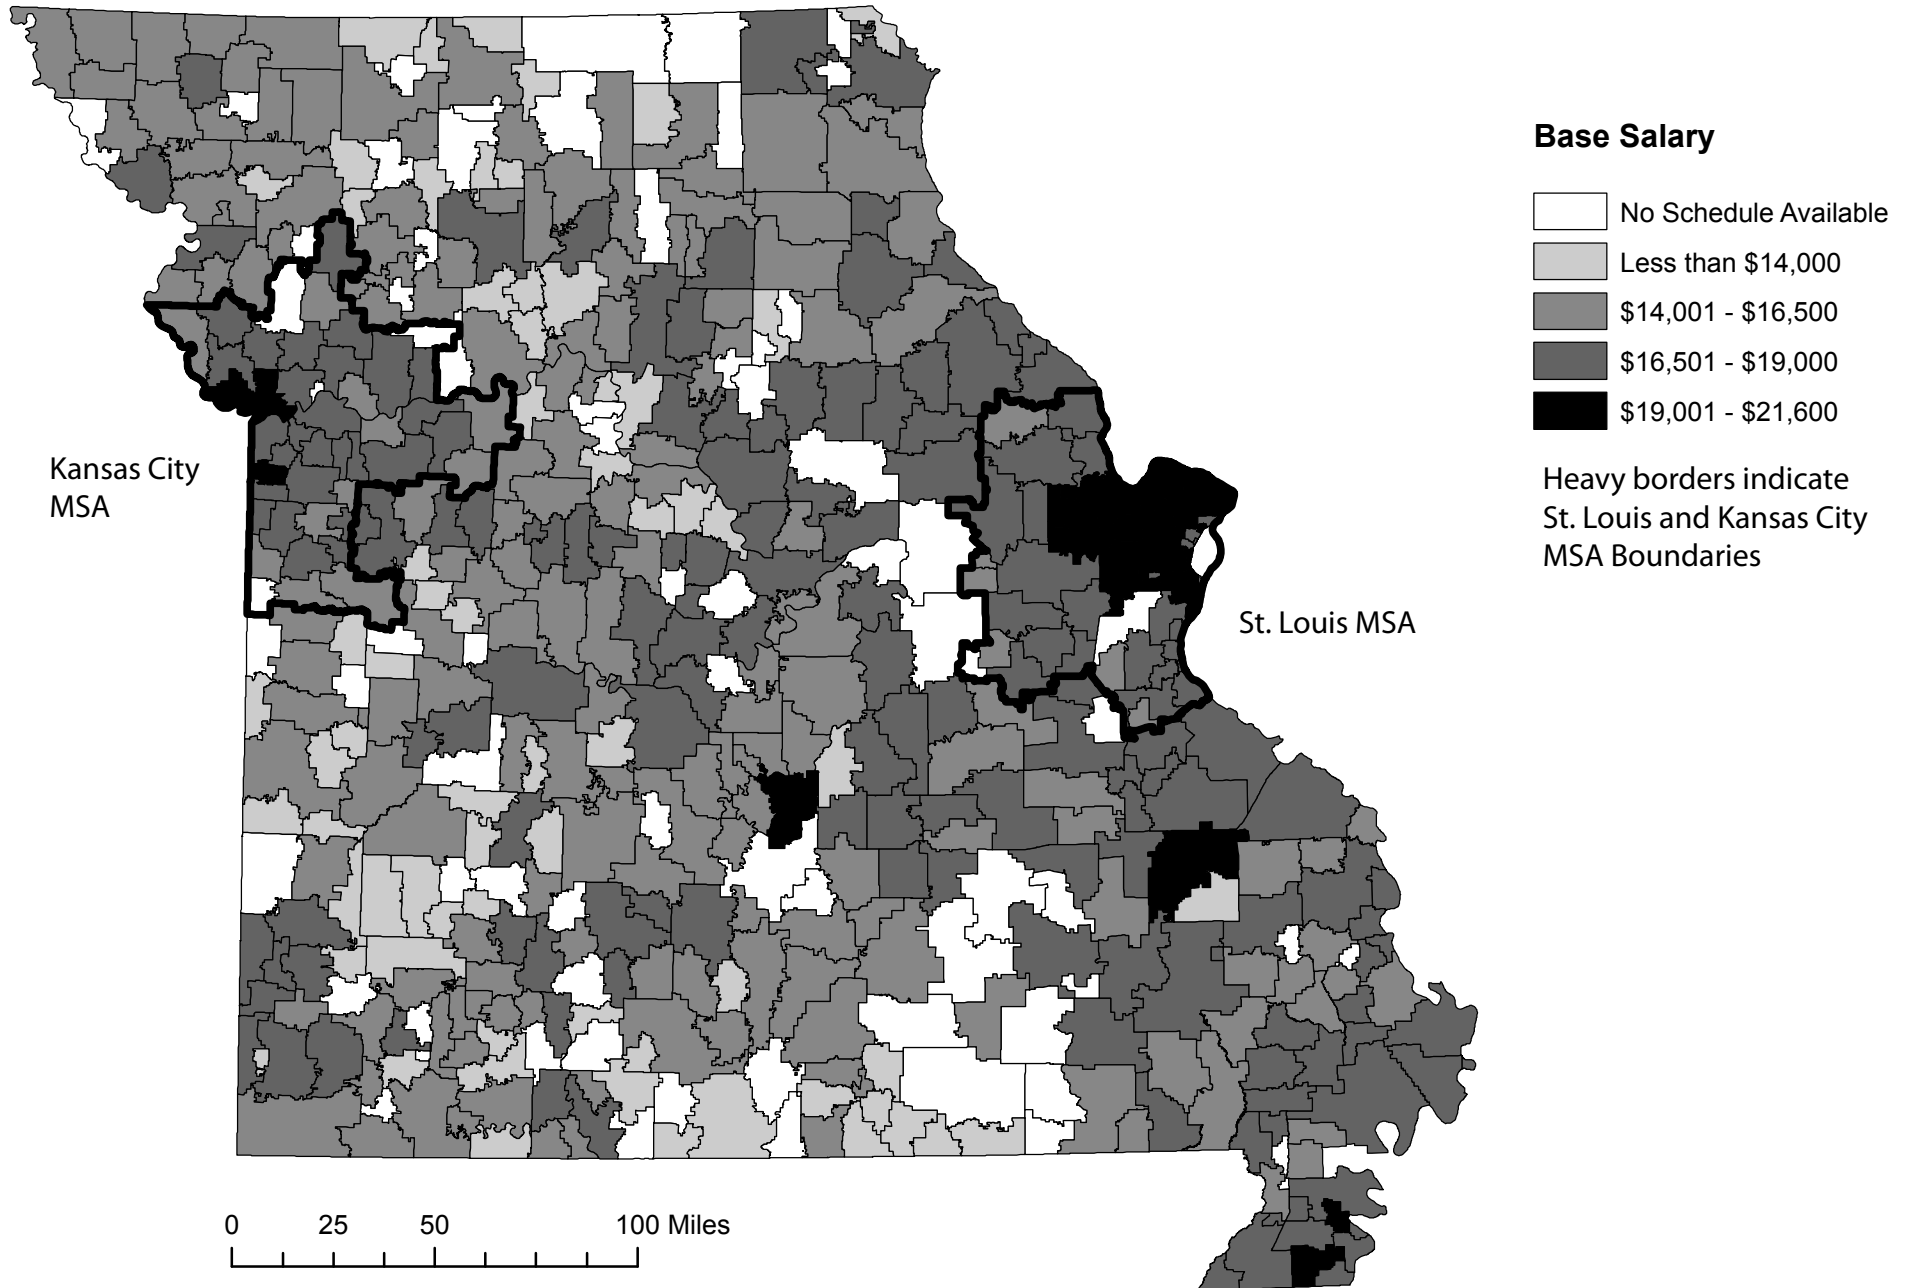 Base Salary
No Schedule Available
Less than $14,000
$14,001 - $16,500
$16,501 - $19,000
$19,001 - $21,600
Heavy borders indicate
St. Louis and Kansas City
MSA Boundaries
Kansas City
MSA
St. Louis MSA
0 25 50 100 Miles